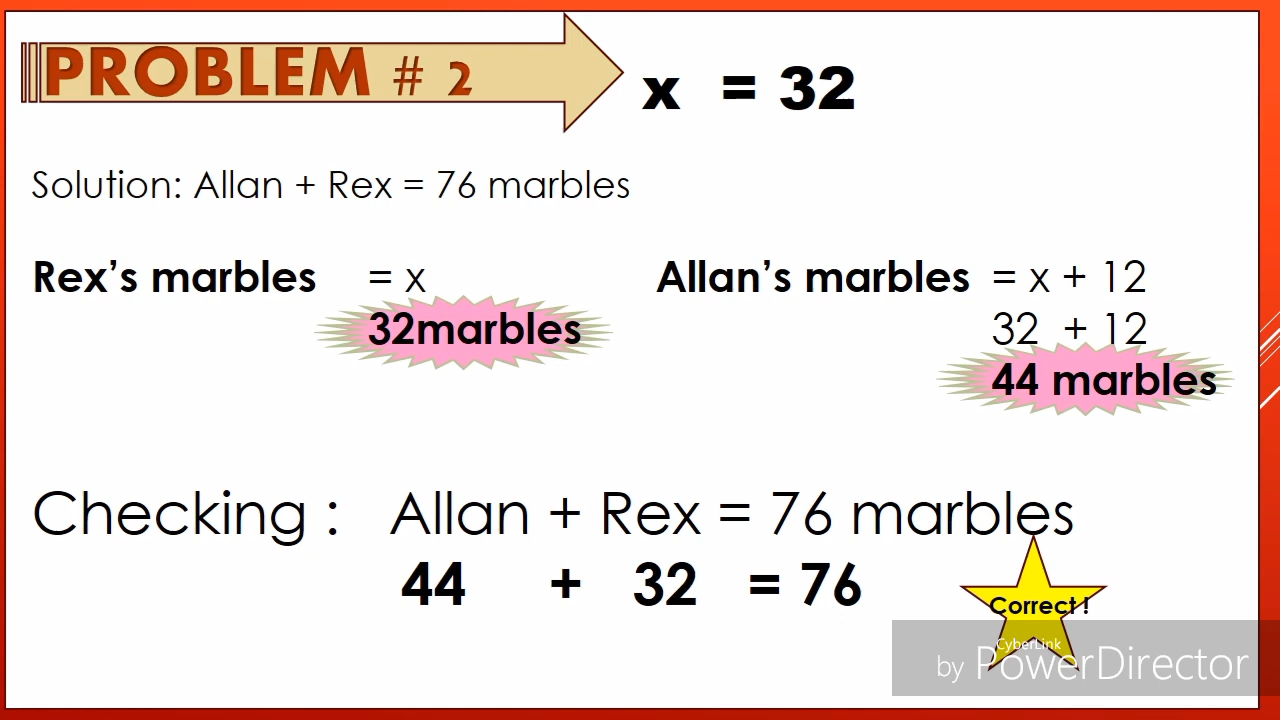 PROBLEM # 2
x = 32
Solution: Allan + Rex = 76 marbles
Rex’s marbles = x
32marbles
Allan’s marbles = x + 12
32 + 12
44 marbles
Checking : Allan + Rex = 76 marbles
44 + 32 = 76
Correct !
by CyberLink PowerDirector